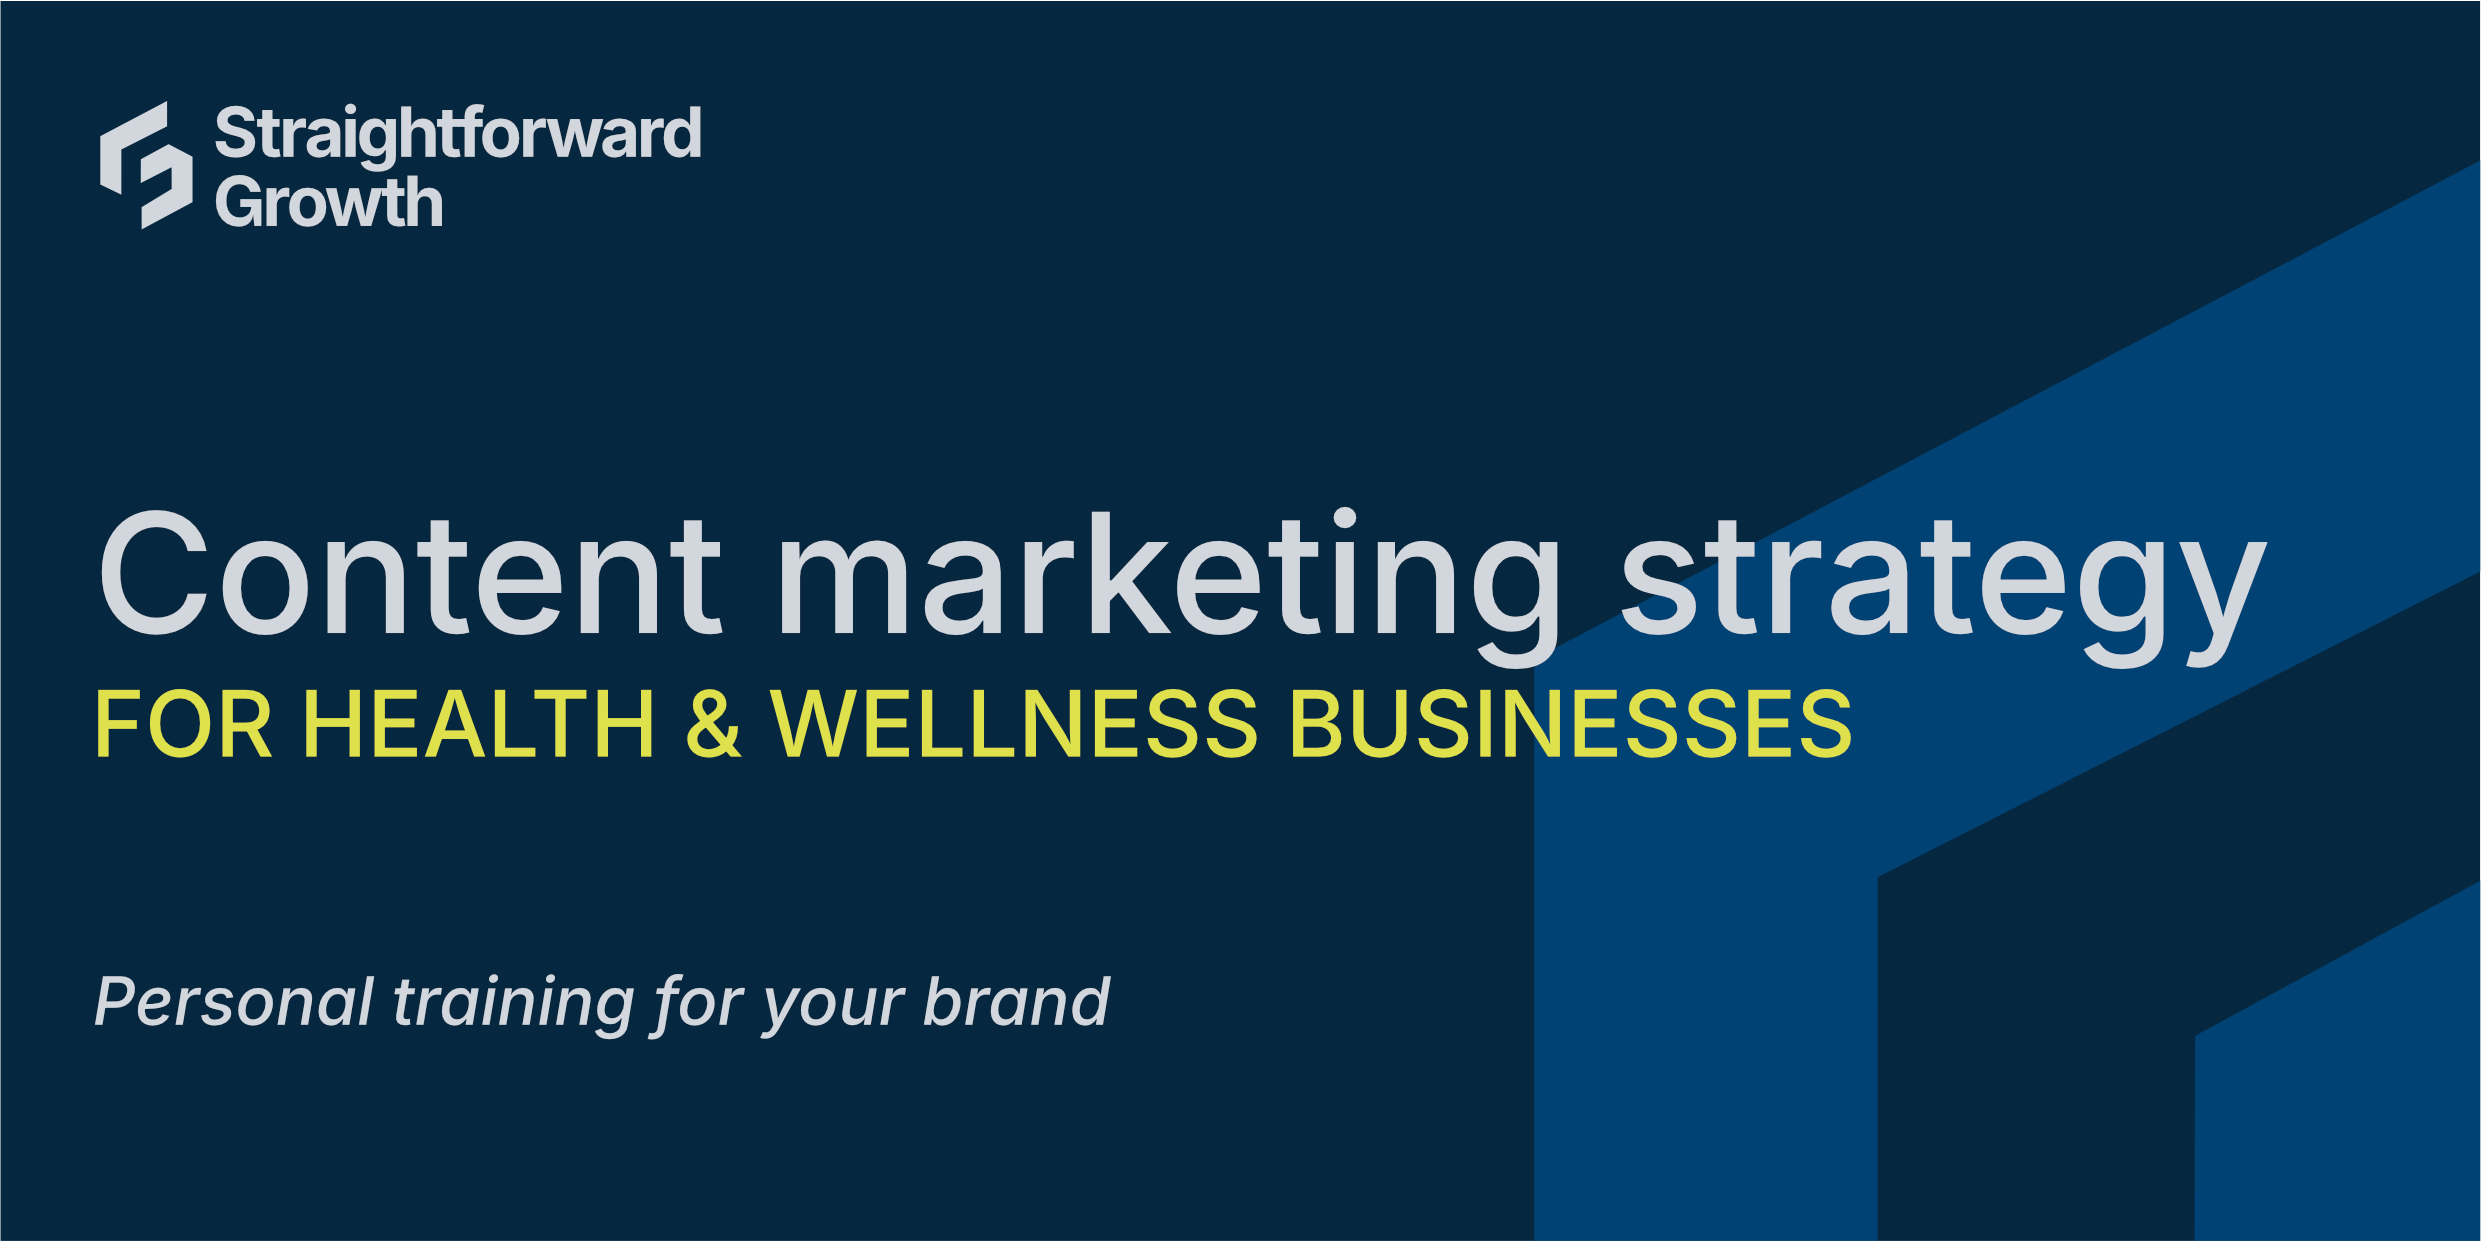 Straightforward
Growth
Content marketing strategy
FOR HEALTH & WELLNESS BUSINESSES
Personal training for your brand